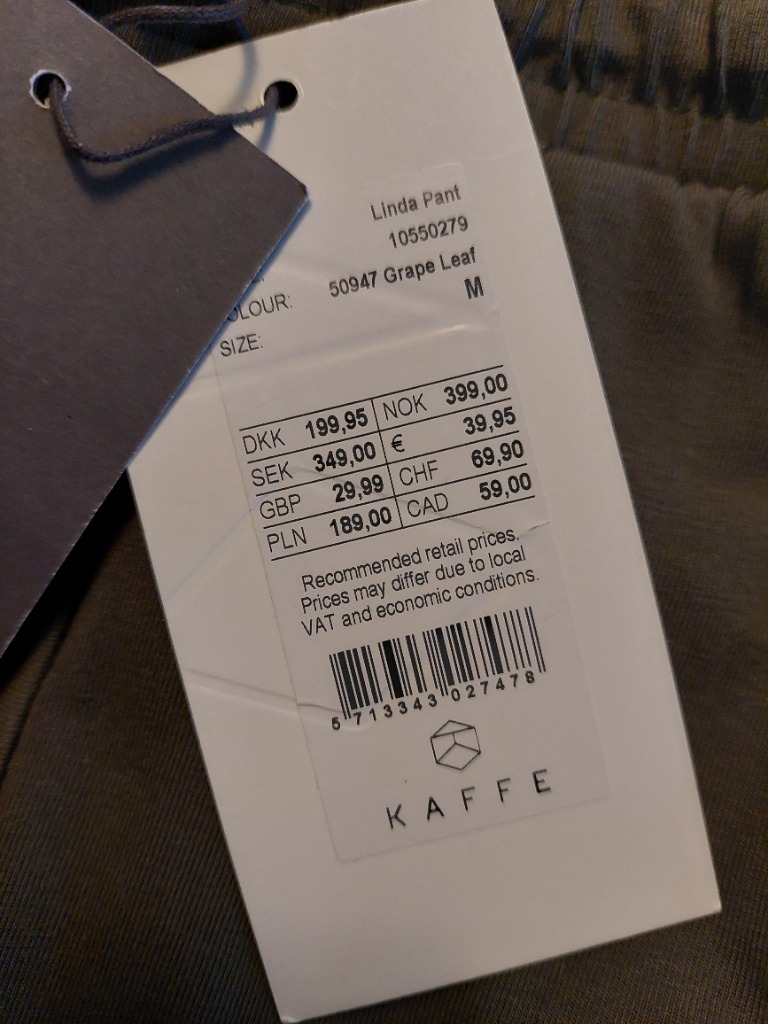 Linda Pant
10550279
COLOUR: 50947 Grape Leaf
SIZE: M
DKK 199,95 NOK 399,00
SEK 349,00 € 39,95
GBP 29,99 CHF 69,90
PLN 189,00 CAD 59,00
Recommended retail prices.
Prices may differ due to local
VAT and economic conditions.
5 713343 027478
KAFFE